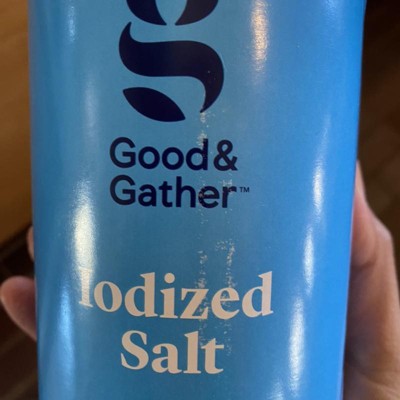 Good&
Gather™
Iodized
Salt